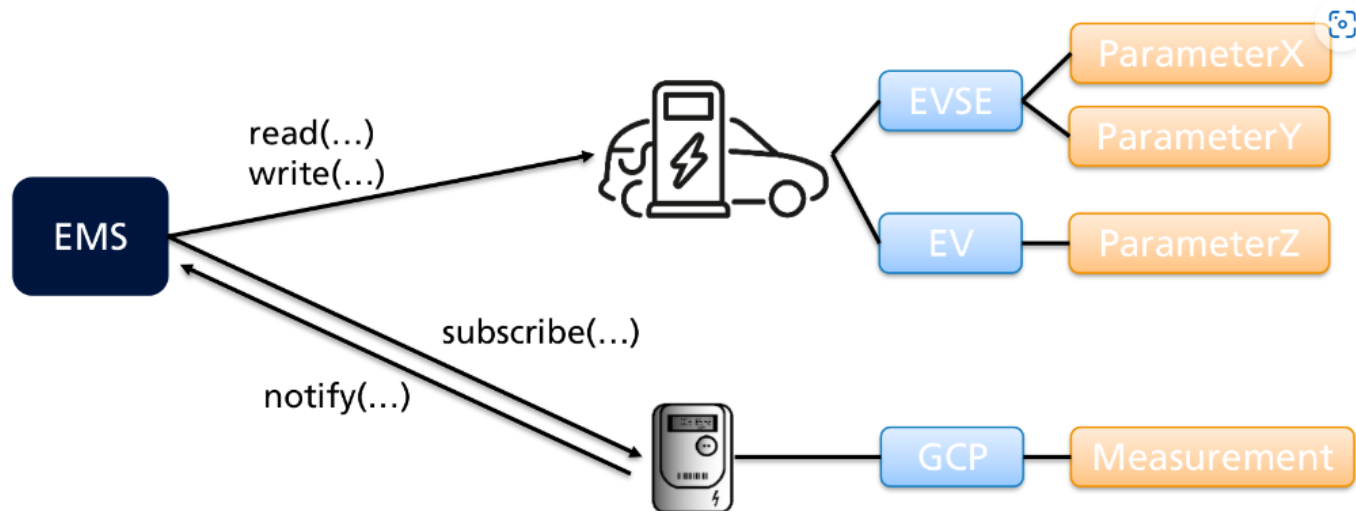 ParameterX
EVSE
read(...)
ParameterY
write(...)
EMS
EV
ParameterZ
subscribe(...)
notify(...)
GCP
Measurement